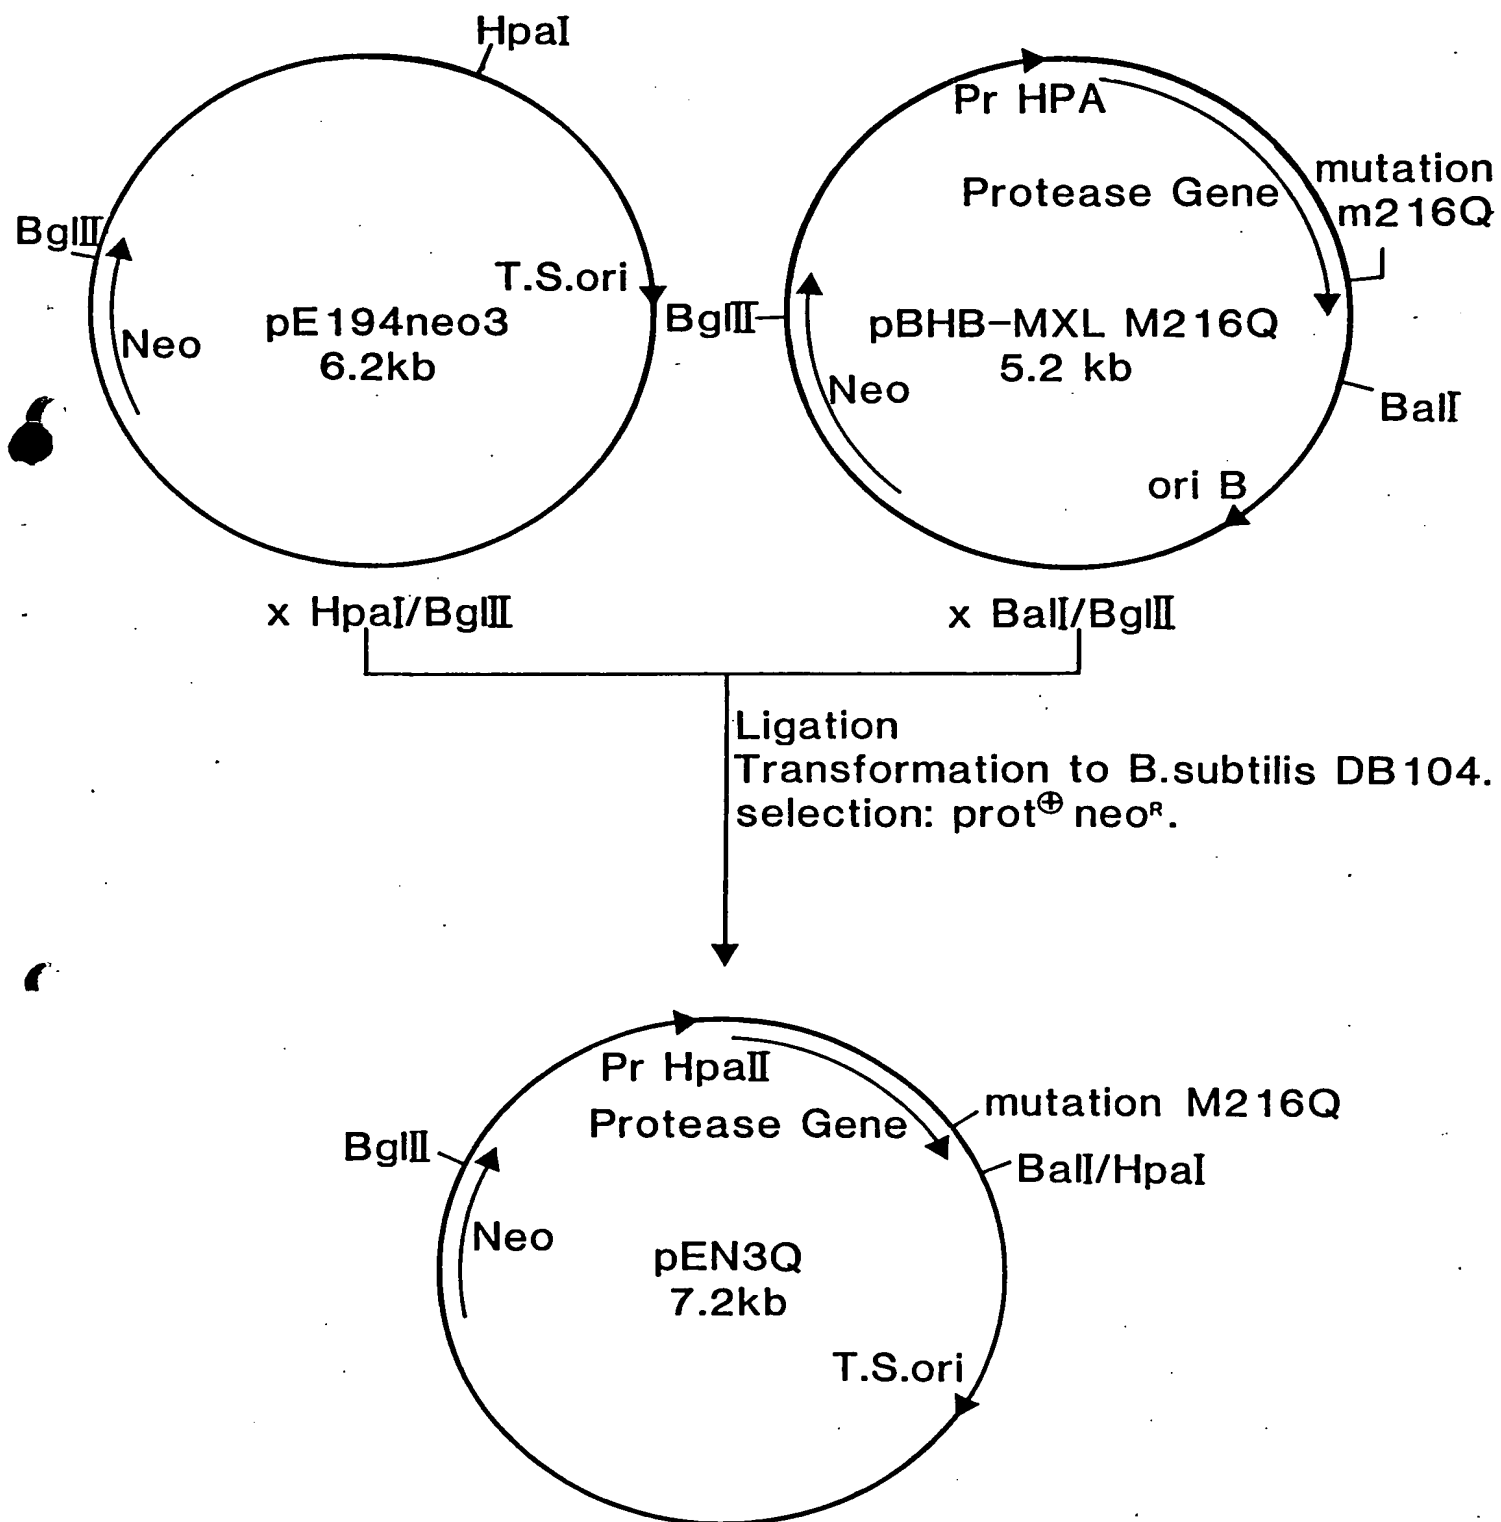 HpaI
BglII
T.S.ori
pE194neo3
6.2kb
Neo
x HpaI/BglII
Pr HPA
Protease Gene
mutation
m216Q
BglII
pBHB-MXL M216Q
5.2 kb
Neo
BalI
ori B
x BalI/BglII
Ligation
Transformation to B.subtilis DB104.
selection: prot⊕ neoᴿ.
Pr HpaII
Protease Gene
mutation M216Q
BglII
BalI/HpaI
Neo
pEN3Q
7.2kb
T.S.ori